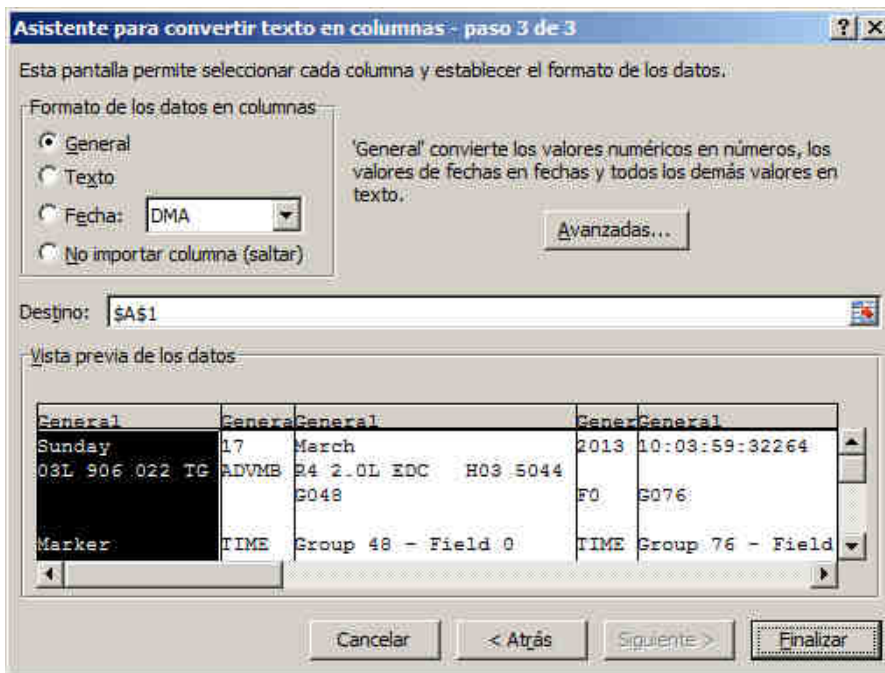 Asistente para convertir texto en columnas - paso 3 de 3
Esta pantalla permite seleccionar cada columna y establecer el formato de los datos.
Formato de los datos en columnas
General
Texto
Fecha: DMA
No importar columna (saltar)
'General' convierte los valores numéricos en números, los
valores de fechas en fechas y todos los demás valores en
texto.
Avanzadas...
Destino: $A$1
Vista previa de los datos
General Genera General Gener General
Sunday 17 March 2013 10:03:59:32264
03L 906 022 TG ADVMB R4 2.0L EDC H03 5044
G048 F0 G076
Marker TIME Group 48 - Field 0 TIME Group 76 - Field
Cancelar < Atrás Siguiente > Finalizar